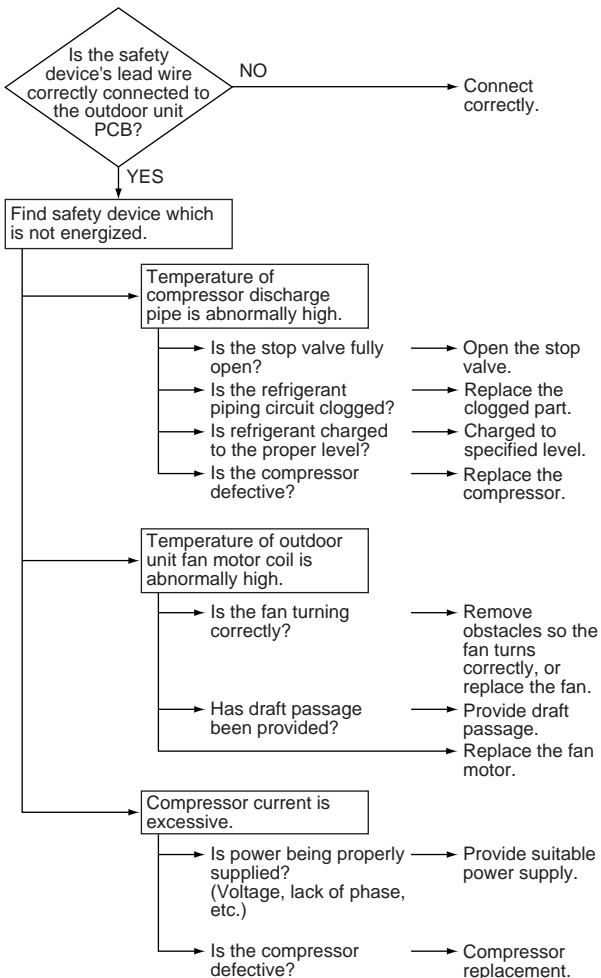 Is the safety
device's lead wire
correctly connected to
the outdoor unit
PCB?
NO
Connect
correctly.
YES
Find safety device which
is not energized.
Temperature of
compressor discharge
pipe is abnormally high.
Is the stop valve fully
open?
Open the stop
valve.
Is the refrigerant
piping circuit clogged?
Replace the
clogged part.
Is refrigerant charged
to the proper level?
Charged to
specified level.
Is the compressor
defective?
Replace the
compressor.
Temperature of outdoor
unit fan motor coil is
abnormally high.
Is the fan turning
correctly?
Remove
obstacles so the
fan turns
correctly, or
replace the fan.
Has draft passage
been provided?
Provide draft
passage.
Replace the fan
motor.
Compressor current is
excessive.
Is power being properly
supplied?
(Voltage, lack of phase,
etc.)
Provide suitable
power supply.
Is the compressor
defective?
Compressor
replacement.